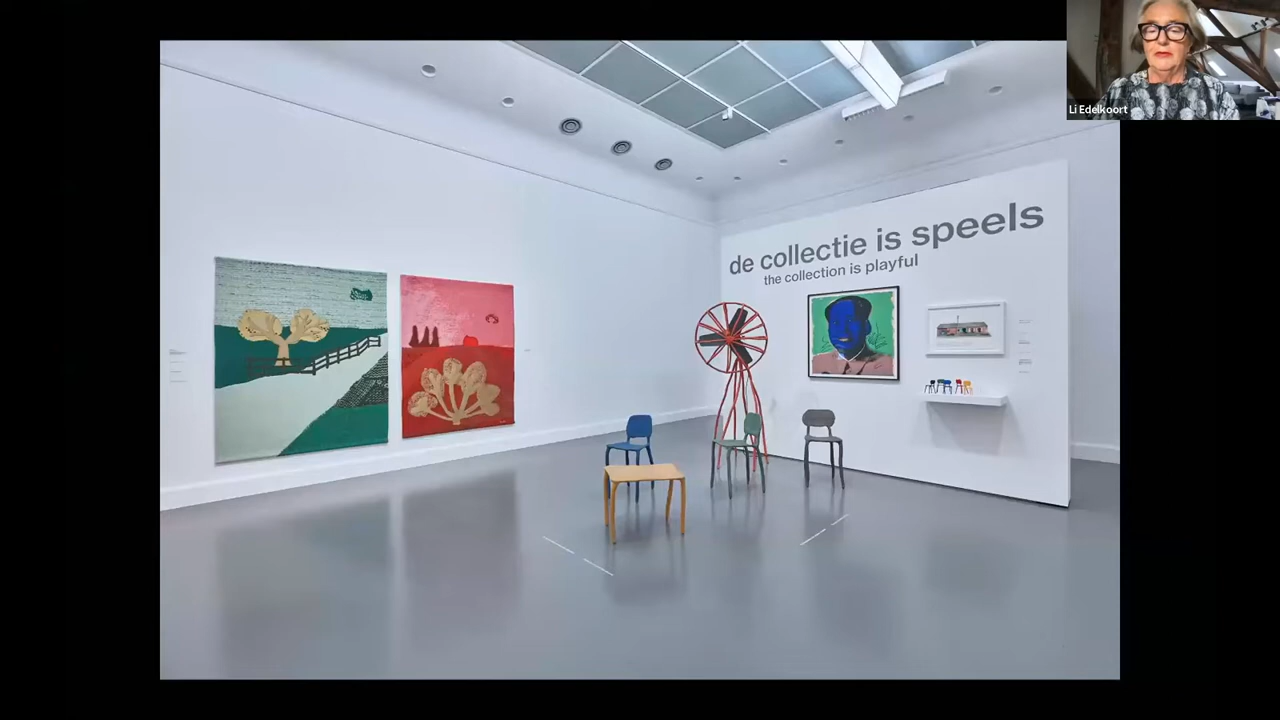 Li Edelkoort
de collectie is speels
the collection is playful